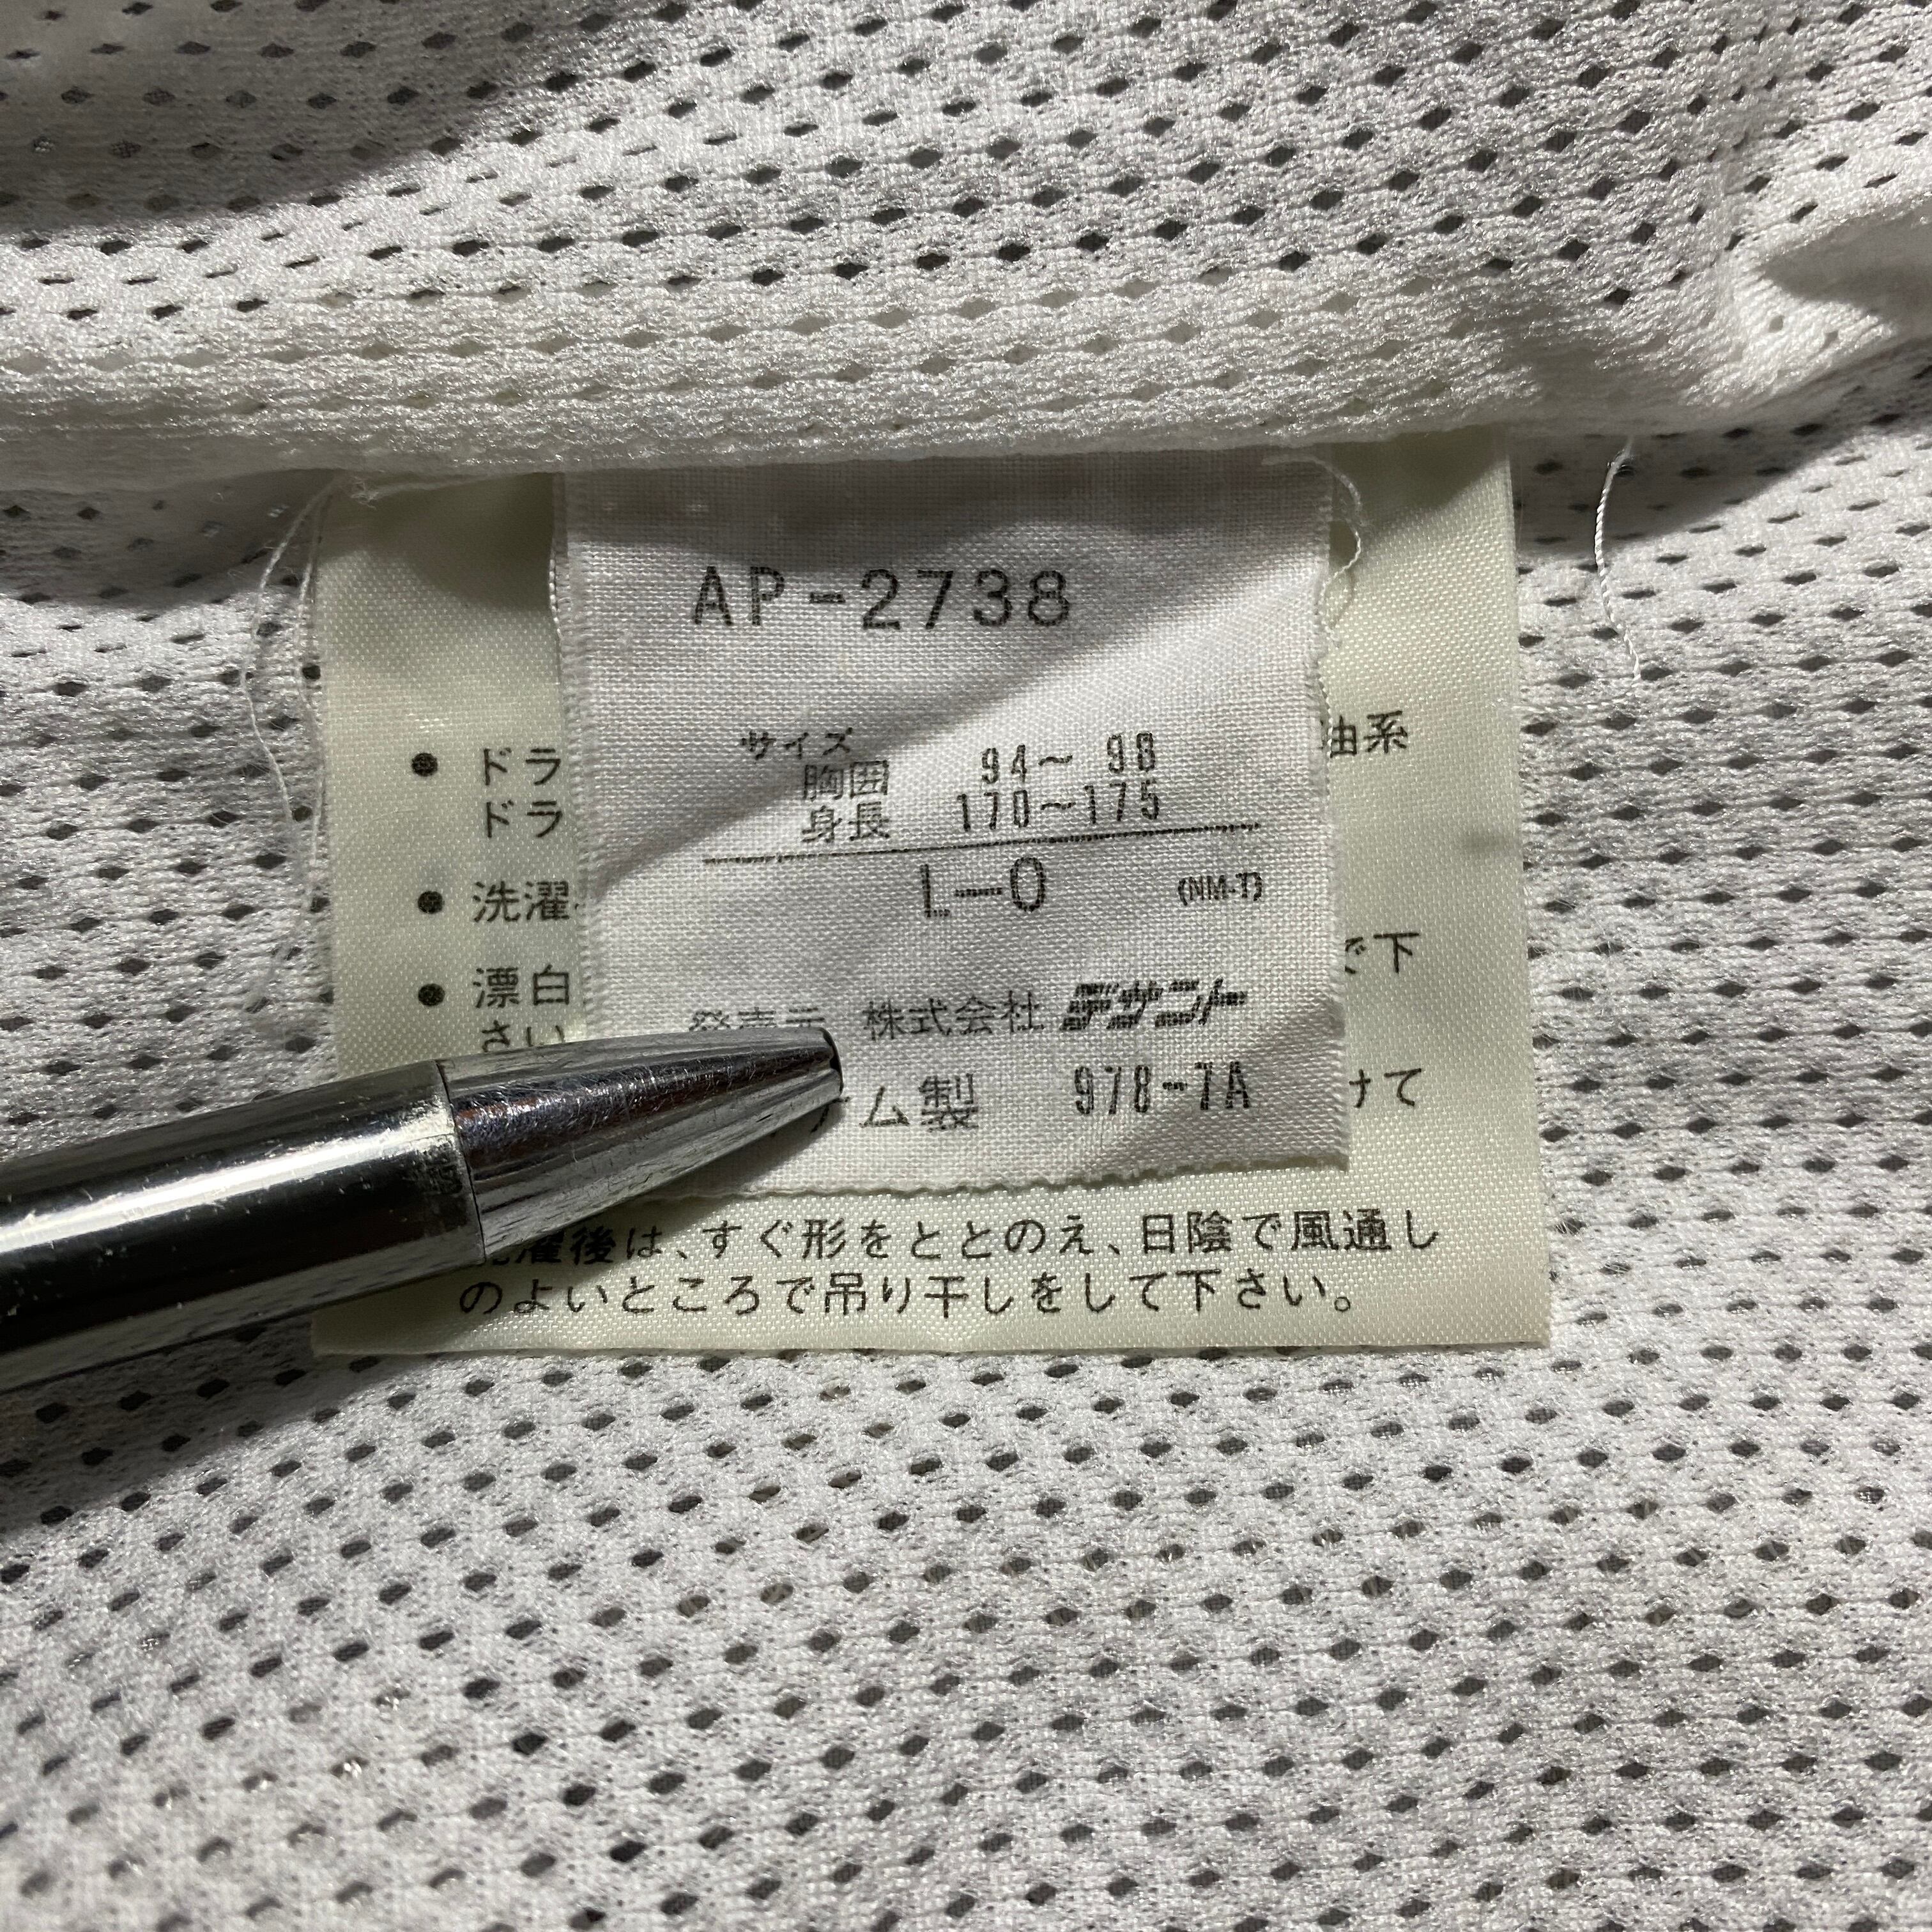 AP-2738
サイズ
胸囲 94〜98
身長 170〜175
L-O (NM-T)
発売元 株式会社 デサント
ナム製 978-7A
● ドラ 油系
ドラ
● 洗濯
● 漂白 で下
さい
けて
濯後は、すぐ形をととのえ、日陰で風通し
のよいところで吊り干しをして下さい。